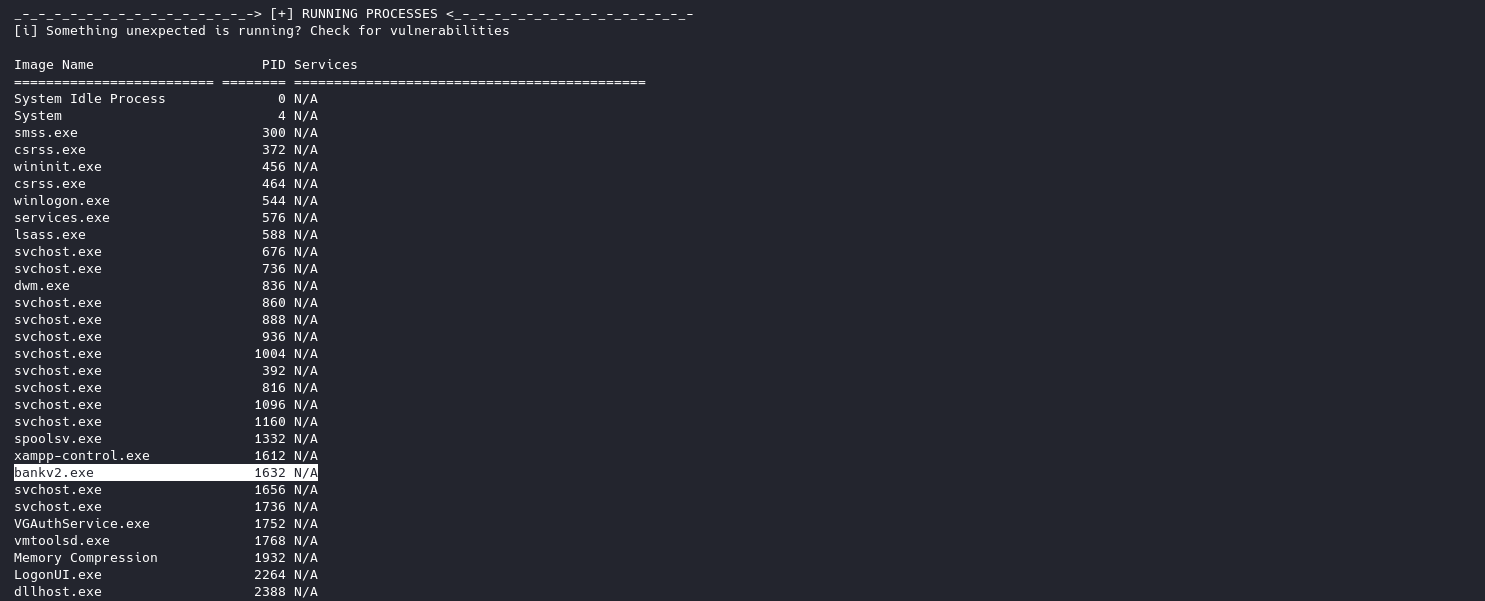 _-_-_-_-_-_-_-_-_-_-_-_-_-_-_-> [+] RUNNING PROCESSES <_-_-_-_-_-_-_-_-_-_-_-_-_-_-_-
[i] Something unexpected is running? Check for vulnerabilities
Image Name                     PID Services
========================= ======== ============================================
System Idle Process              0 N/A
System                           4 N/A
smss.exe                       300 N/A
csrss.exe                      372 N/A
wininit.exe                    456 N/A
csrss.exe                      464 N/A
winlogon.exe                   544 N/A
services.exe                   576 N/A
lsass.exe                      588 N/A
svchost.exe                    676 N/A
svchost.exe                    736 N/A
dwm.exe                        836 N/A
svchost.exe                    860 N/A
svchost.exe                    888 N/A
svchost.exe                    936 N/A
svchost.exe                   1004 N/A
svchost.exe                    392 N/A
svchost.exe                    816 N/A
svchost.exe                   1096 N/A
svchost.exe                   1160 N/A
spoolsv.exe                   1332 N/A
xampp-control.exe             1612 N/A
bankv2.exe                    1632 N/A
svchost.exe                   1656 N/A
svchost.exe                   1736 N/A
VGAuthService.exe             1752 N/A
vmtoolsd.exe                  1768 N/A
Memory Compression            1932 N/A
LogonUI.exe                   2264 N/A
dllhost.exe                   2388 N/A